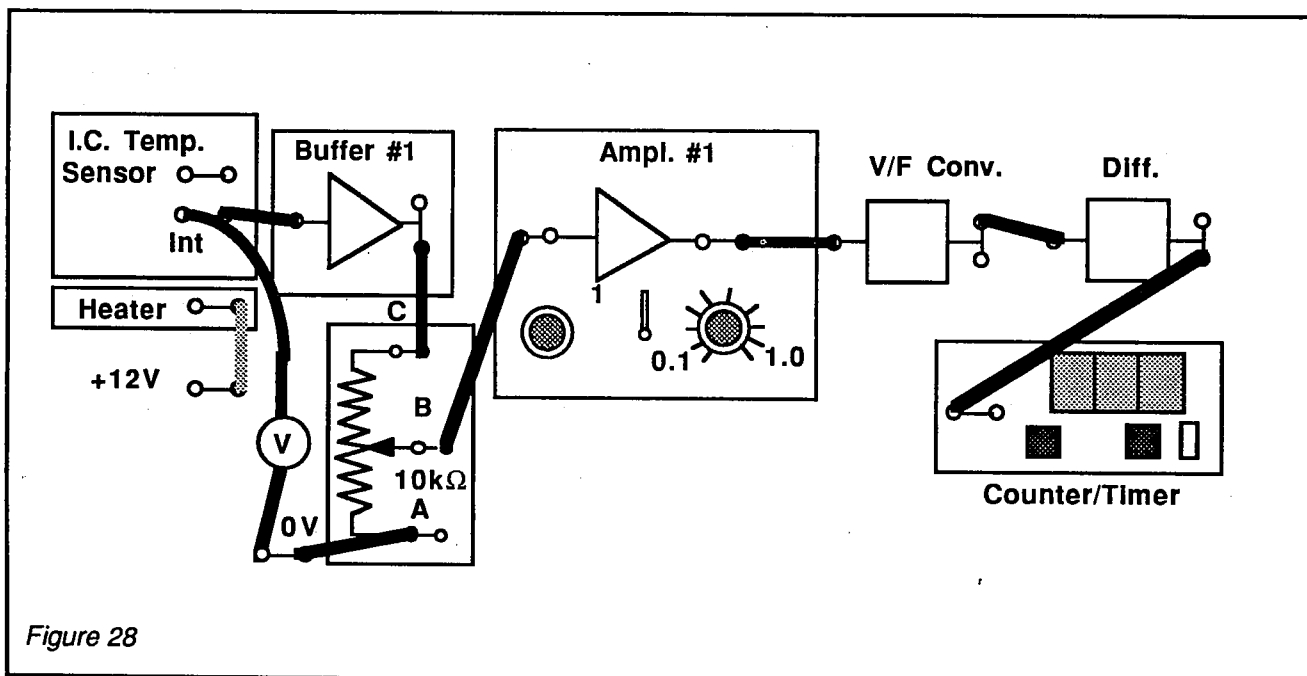 I.C. Temp.
Sensor
Int
Buffer #1
Ampl. #1
V/F Conv.
Diff.
Heater
+12V
C
1
0.1
1.0
B
V
10kΩ
A
0V
Counter/Timer
Figure 28